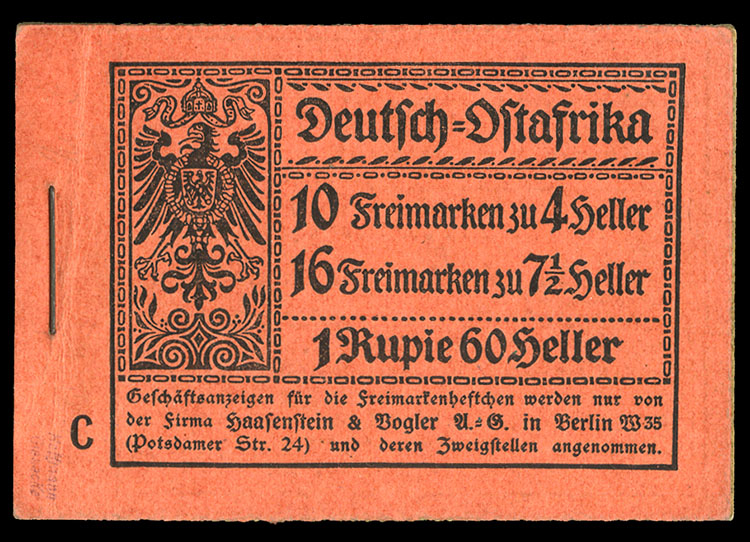 Deutsch-Ostafrika
10 Freimarken zu 4 Heller
16 Freimarken zu 7½ Heller
1 Rupie 60 Heller
Geschäftsanzeigen für die Freimarkenheftchen werden nur von
der Firma Haasenstein & Vogler A.-G. in Berlin W35
(Potsdamer Str. 24) und deren Zweigstellen angenommen.
C